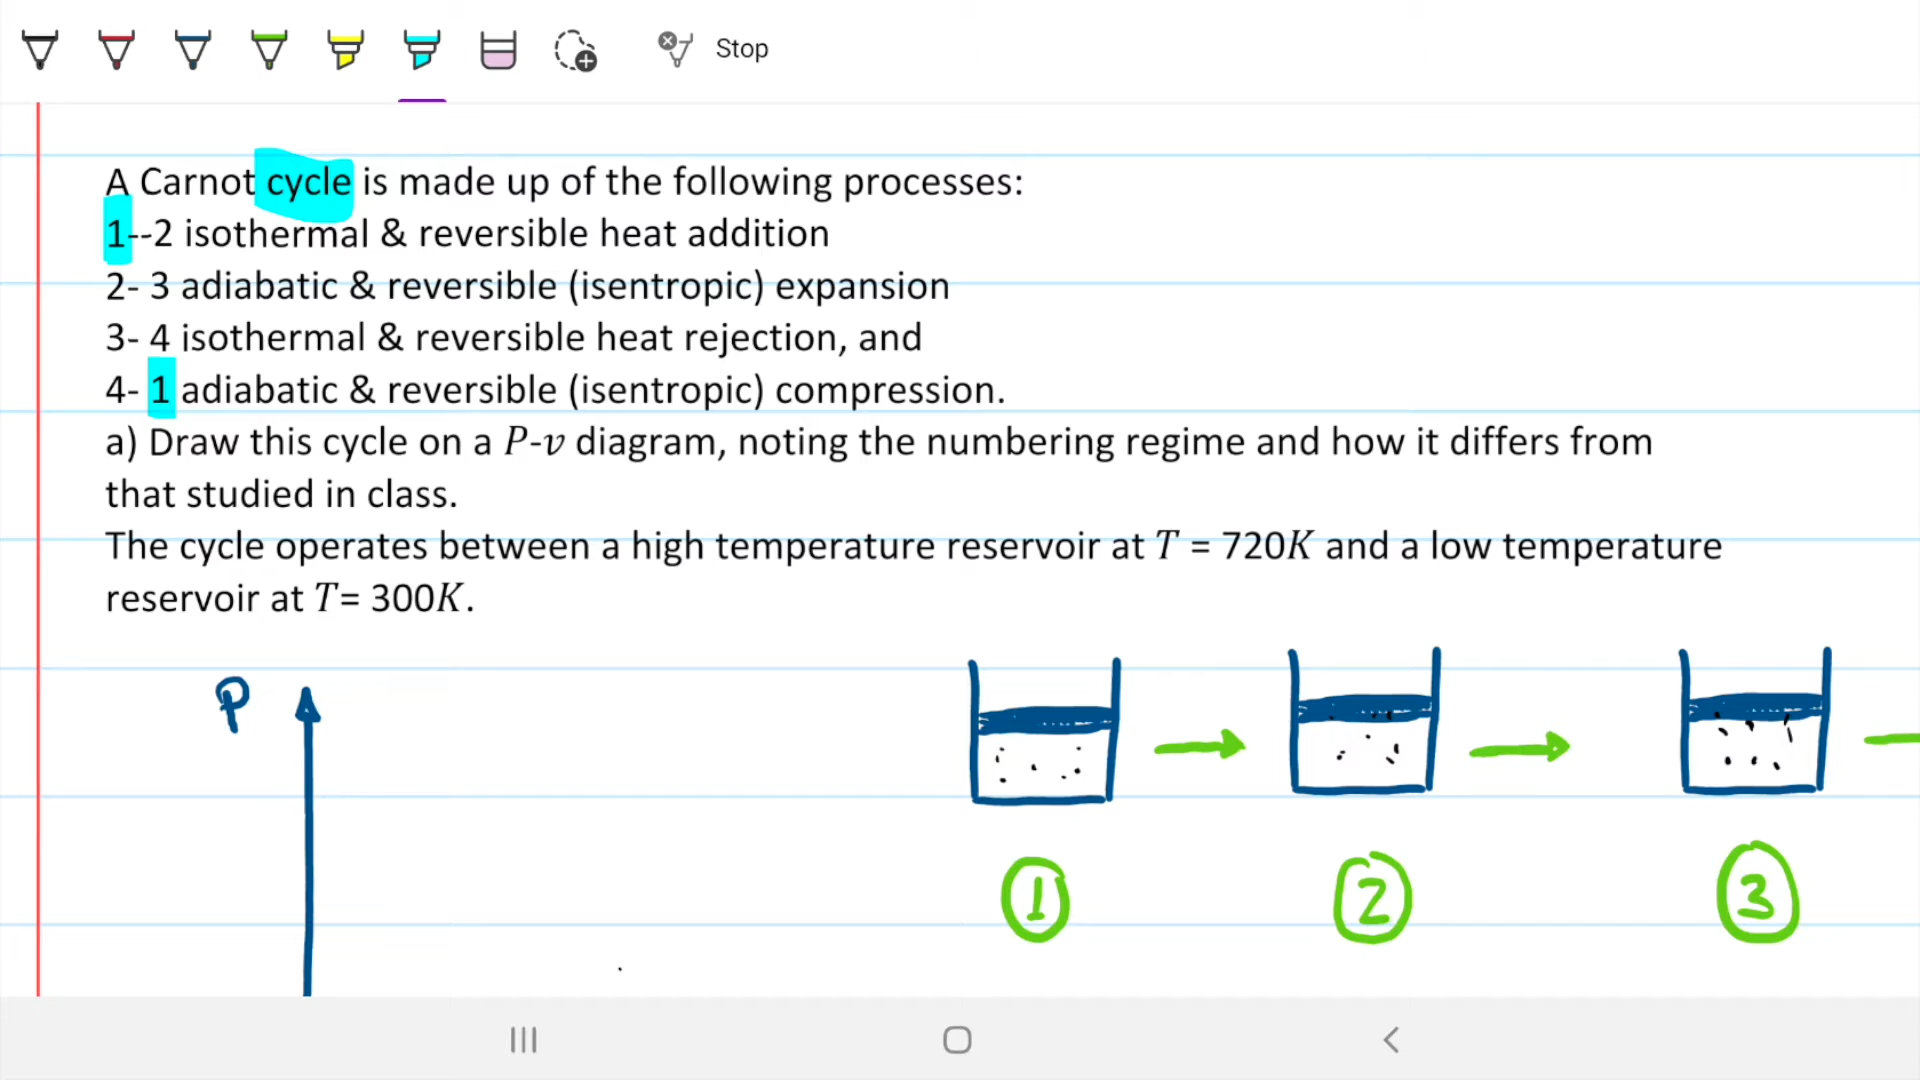 Stop
A Carnot cycle is made up of the following processes:
1--2 isothermal & reversible heat addition
2- 3 adiabatic & reversible (isentropic) expansion
3- 4 isothermal & reversible heat rejection, and
4- 1 adiabatic & reversible (isentropic) compression.
a) Draw this cycle on a P-v diagram, noting the numbering regime and how it differs from
that studied in class.
The cycle operates between a high temperature reservoir at T = 720K and a low temperature
reservoir at T= 300K.
P
1 2 3